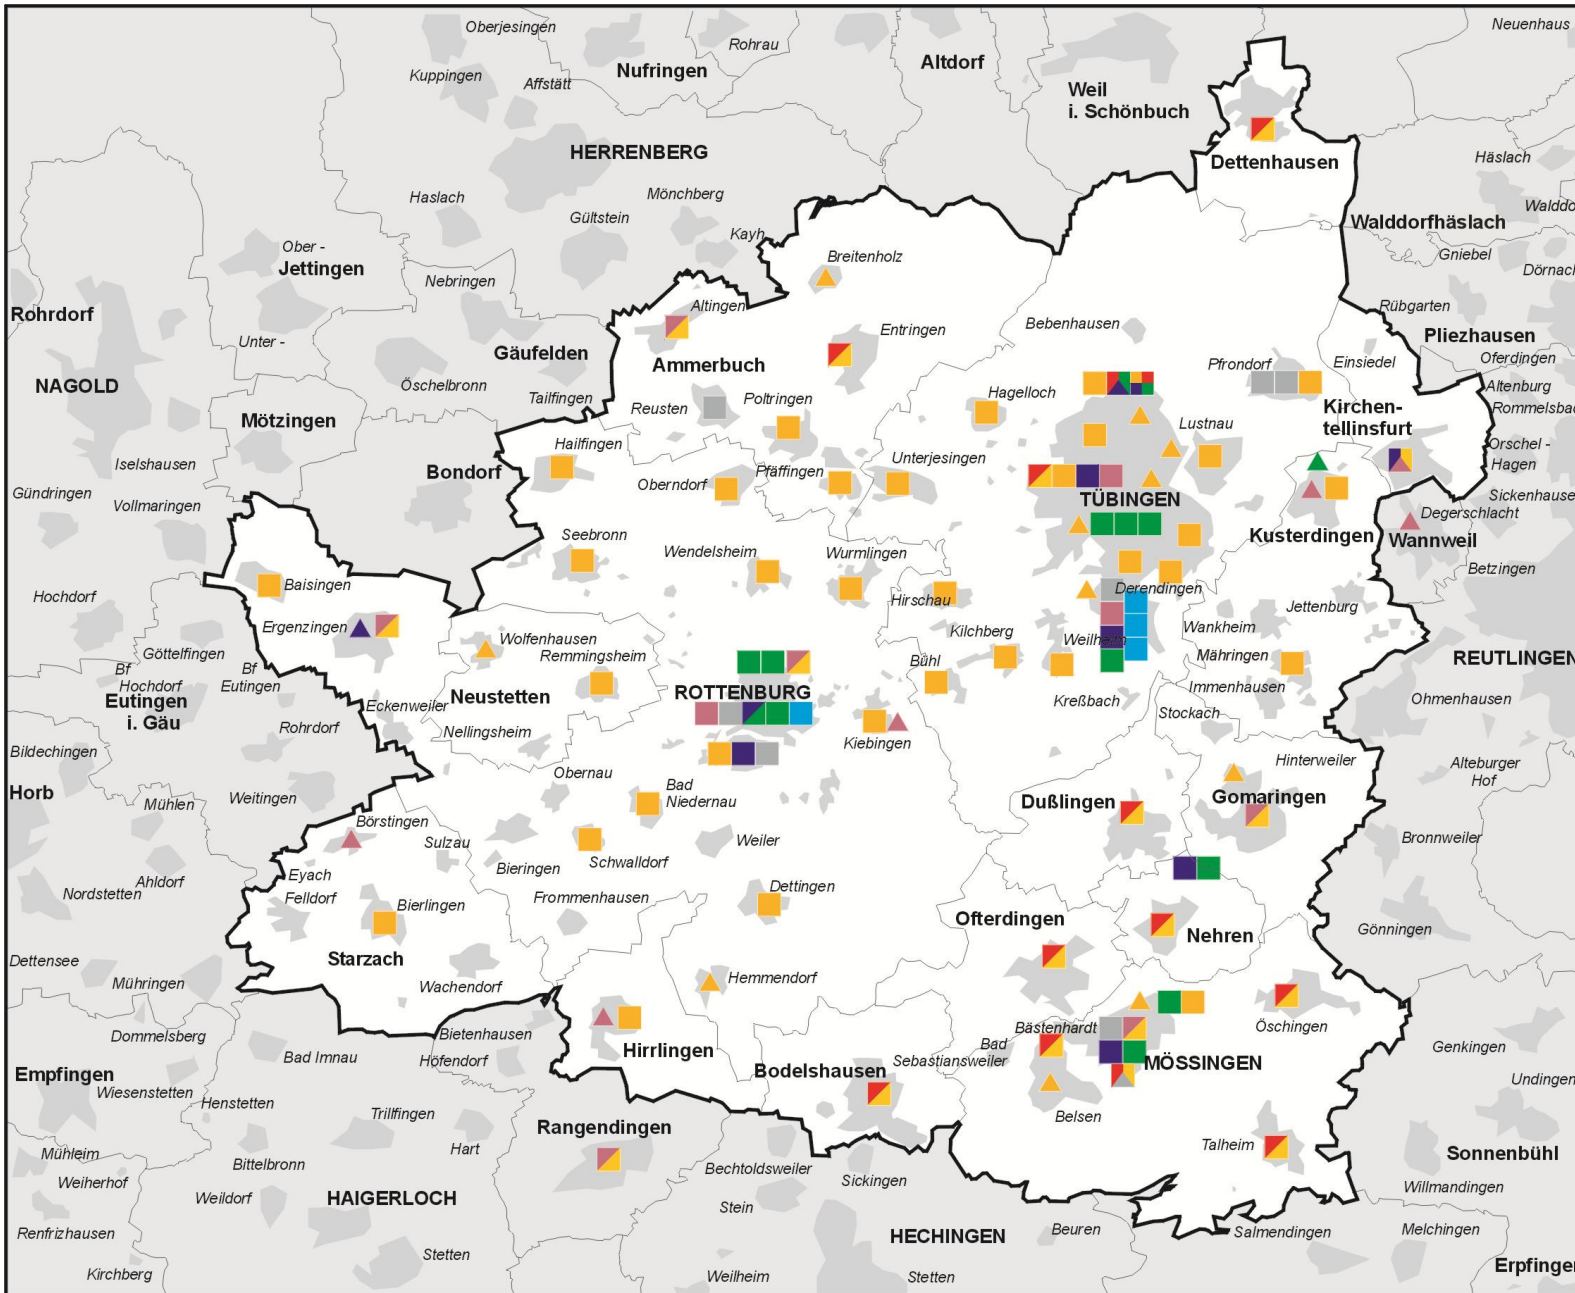 Oberjesingen
Neuenhaus
Rohrau
Altdorf
Nufringen
Kuppingen
Affstätt
Weil
i. Schönbuch
HERRENBERG
Dettenhausen
Häslach
Haslach
Mönchberg
Gültstein
Walddorfhäslach
Kayh
Ober -
Jettingen
Breitenholz
Gniebel
Dörnach
Nebringen
Rübgarten
Rohrdorf
Altingen
Entringen
Bebenhausen
Pliezhausen
Unter -
Gäufelden
Ammerbuch
Pfrondorf
Einsiedel
Oferdingen
NAGOLD
Öschelbronn
Tailfingen
Reusten
Poltringen
Hagelloch
Altenburg
Kirchen-
tellinsfurt
Mötzingen
Lustnau
Hailfingen
Orschel -
Hagen
Iselshausen
Bondorf
Oberndorf
Pfäffingen
Unterjesingen
Gündringen
Vollmaringen
TÜBINGEN
Degerschlacht
Seebronn
Wendelsheim
Wurmlingen
Kusterdingen
Wannweil
Betzingen
Baisingen
Hochdorf
Hirschau
Derendingen
Jettenburg
Ergenzingen
Wolfenhausen
Remmingsheim
Kilchberg
Weilheim
Wankheim
Göttelfingen
Bf
Hochdorf
Bf
Eutingen
Bühl
Mähringen
REUTLINGEN
Eutingen
i. Gäu
Neustetten
ROTTENBURG
Immenhausen
Ohmenhausen
Eckenweiler
Kreßbach
Stockach
Rohrdorf
Nellingsheim
Kiebingen
Bildechingen
Hinterweiler
Alteburger
Hof
Horb
Weitingen
Obernau
Bad
Niedernau
Dußlingen
Gomaringen
Mühlen
Börstingen
Sulzau
Weiler
Bronnweiler
Schwalldorf
Bieringen
Eyach
Ahldorf
Nordstetten
Felldorf
Bierlingen
Frommenhausen
Dettingen
Ofterdingen
Nehren
Gönningen
Dettensee
Starzach
Mühringen
Wachendorf
Hemmendorf
Dommelsberg
Bietenhausen
Bästenhardt
Öschingen
Bad Imnau
Höfendorf
Hirrlingen
Bad
Sebastiansweiler
MÖSSINGEN
Genkingen
Empfingen
Bodelshausen
Wiesenstetten
Henstetten
Undingen
Trillfingen
Belsen
Rangendingen
Hart
Talheim
Mühleim
Bittelbronn
Bechtoldsweiler
Sonnenbühl
Weiherhof
Weildorf
HAIGERLOCH
Sickingen
Willmandingen
Stein
Renfrizhausen
HECHINGEN
Beuren
Salmendingen
Melchingen
Stetten
Kirchberg
Weilheim
Stetten